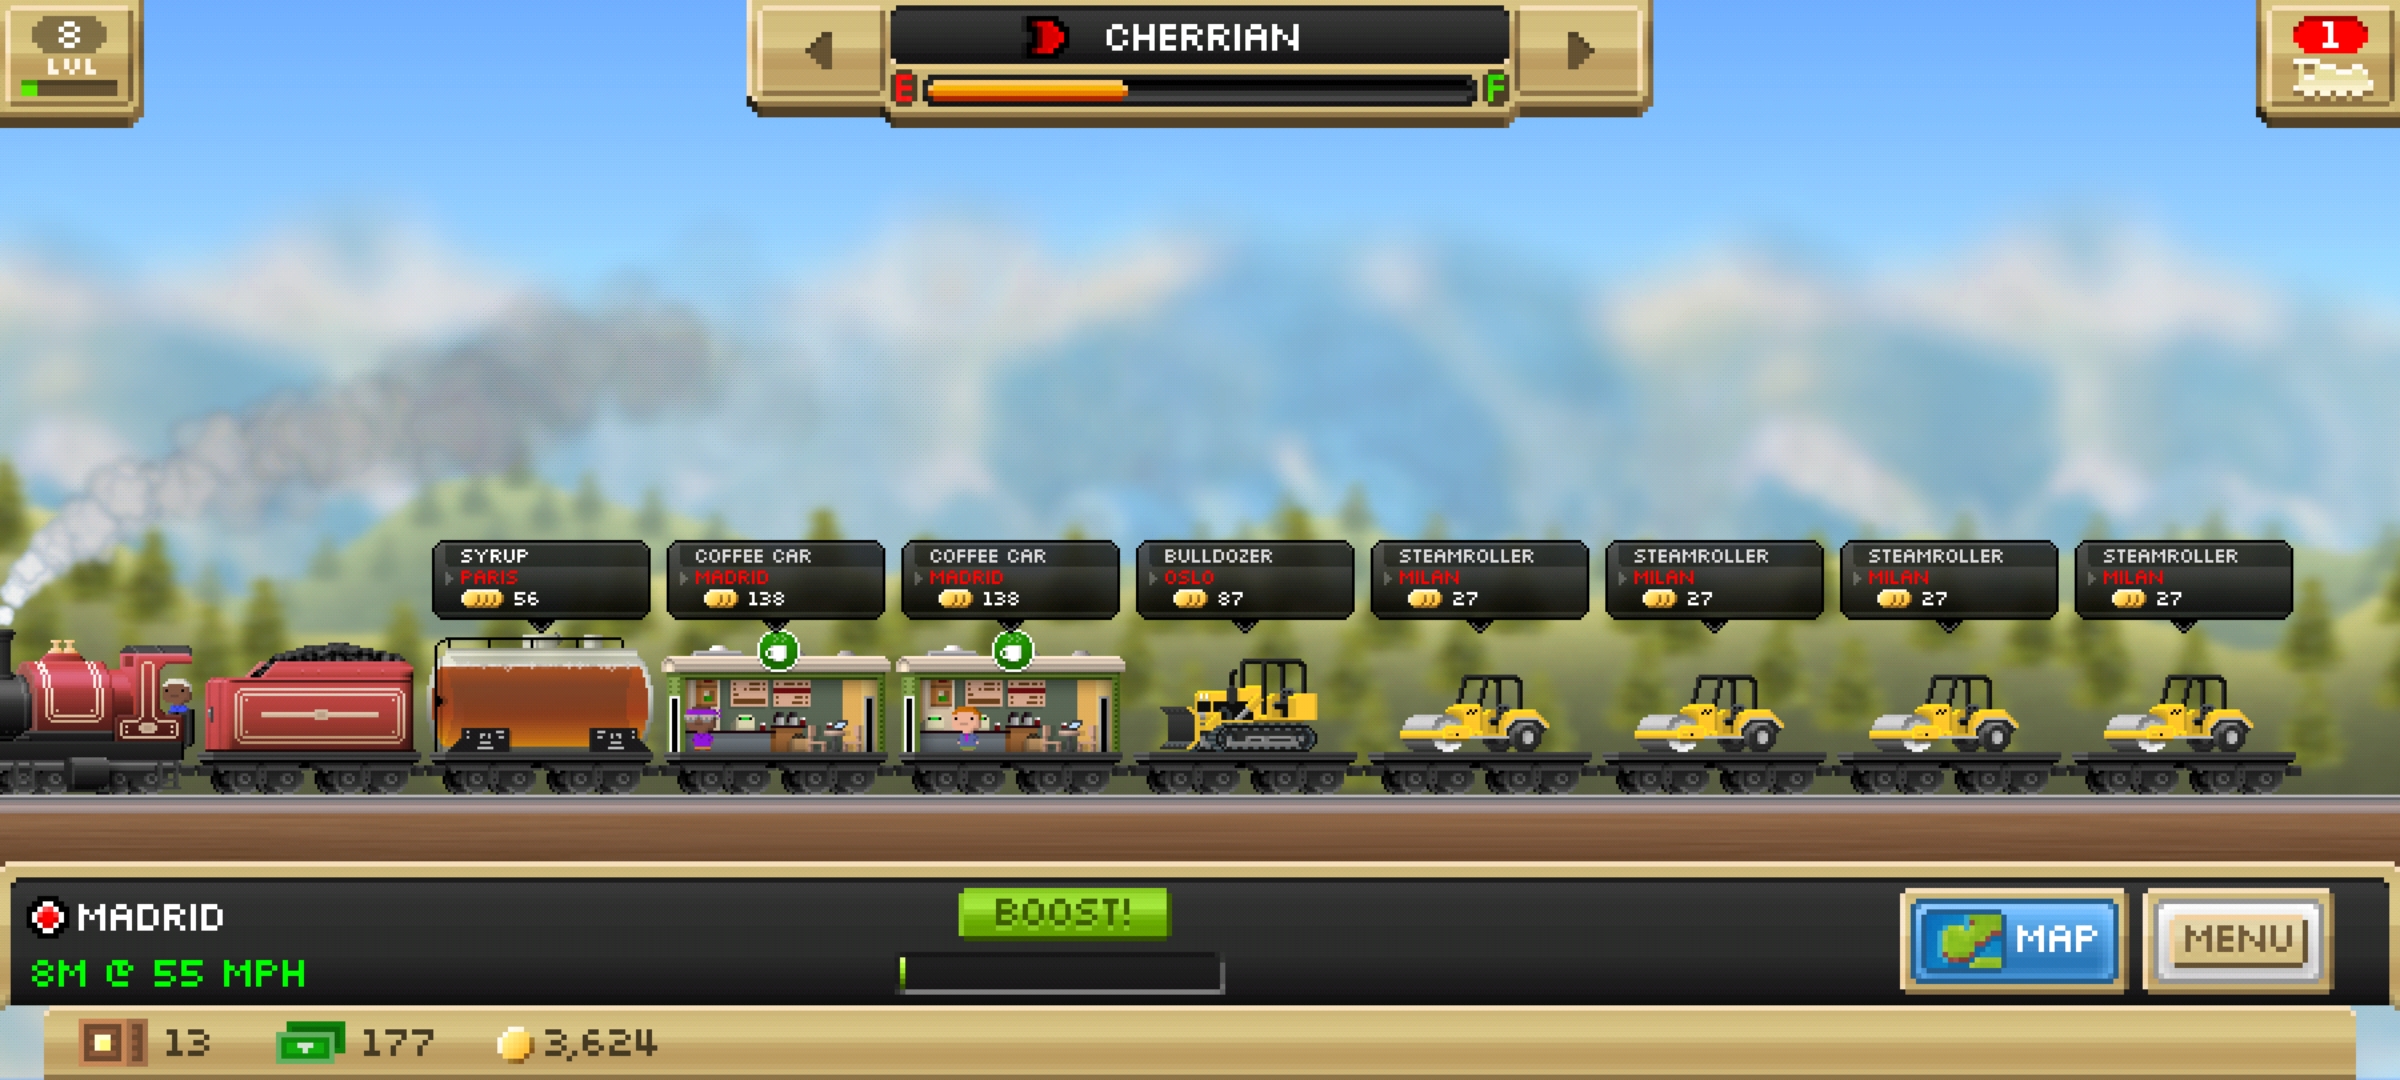 8
LVL
CHERRIAN
E F
1
SYRUP
PARIS
56
COFFEE CAR
MADRID
138
COFFEE CAR
MADRID
138
BULLDOZER
OSLO
87
STEAMROLLER
MILAN
27
STEAMROLLER
MILAN
27
STEAMROLLER
MILAN
27
STEAMROLLER
MILAN
27
MADRID
8M @ 55 MPH
BOOST!
MAP
MENU
13
177
3,624